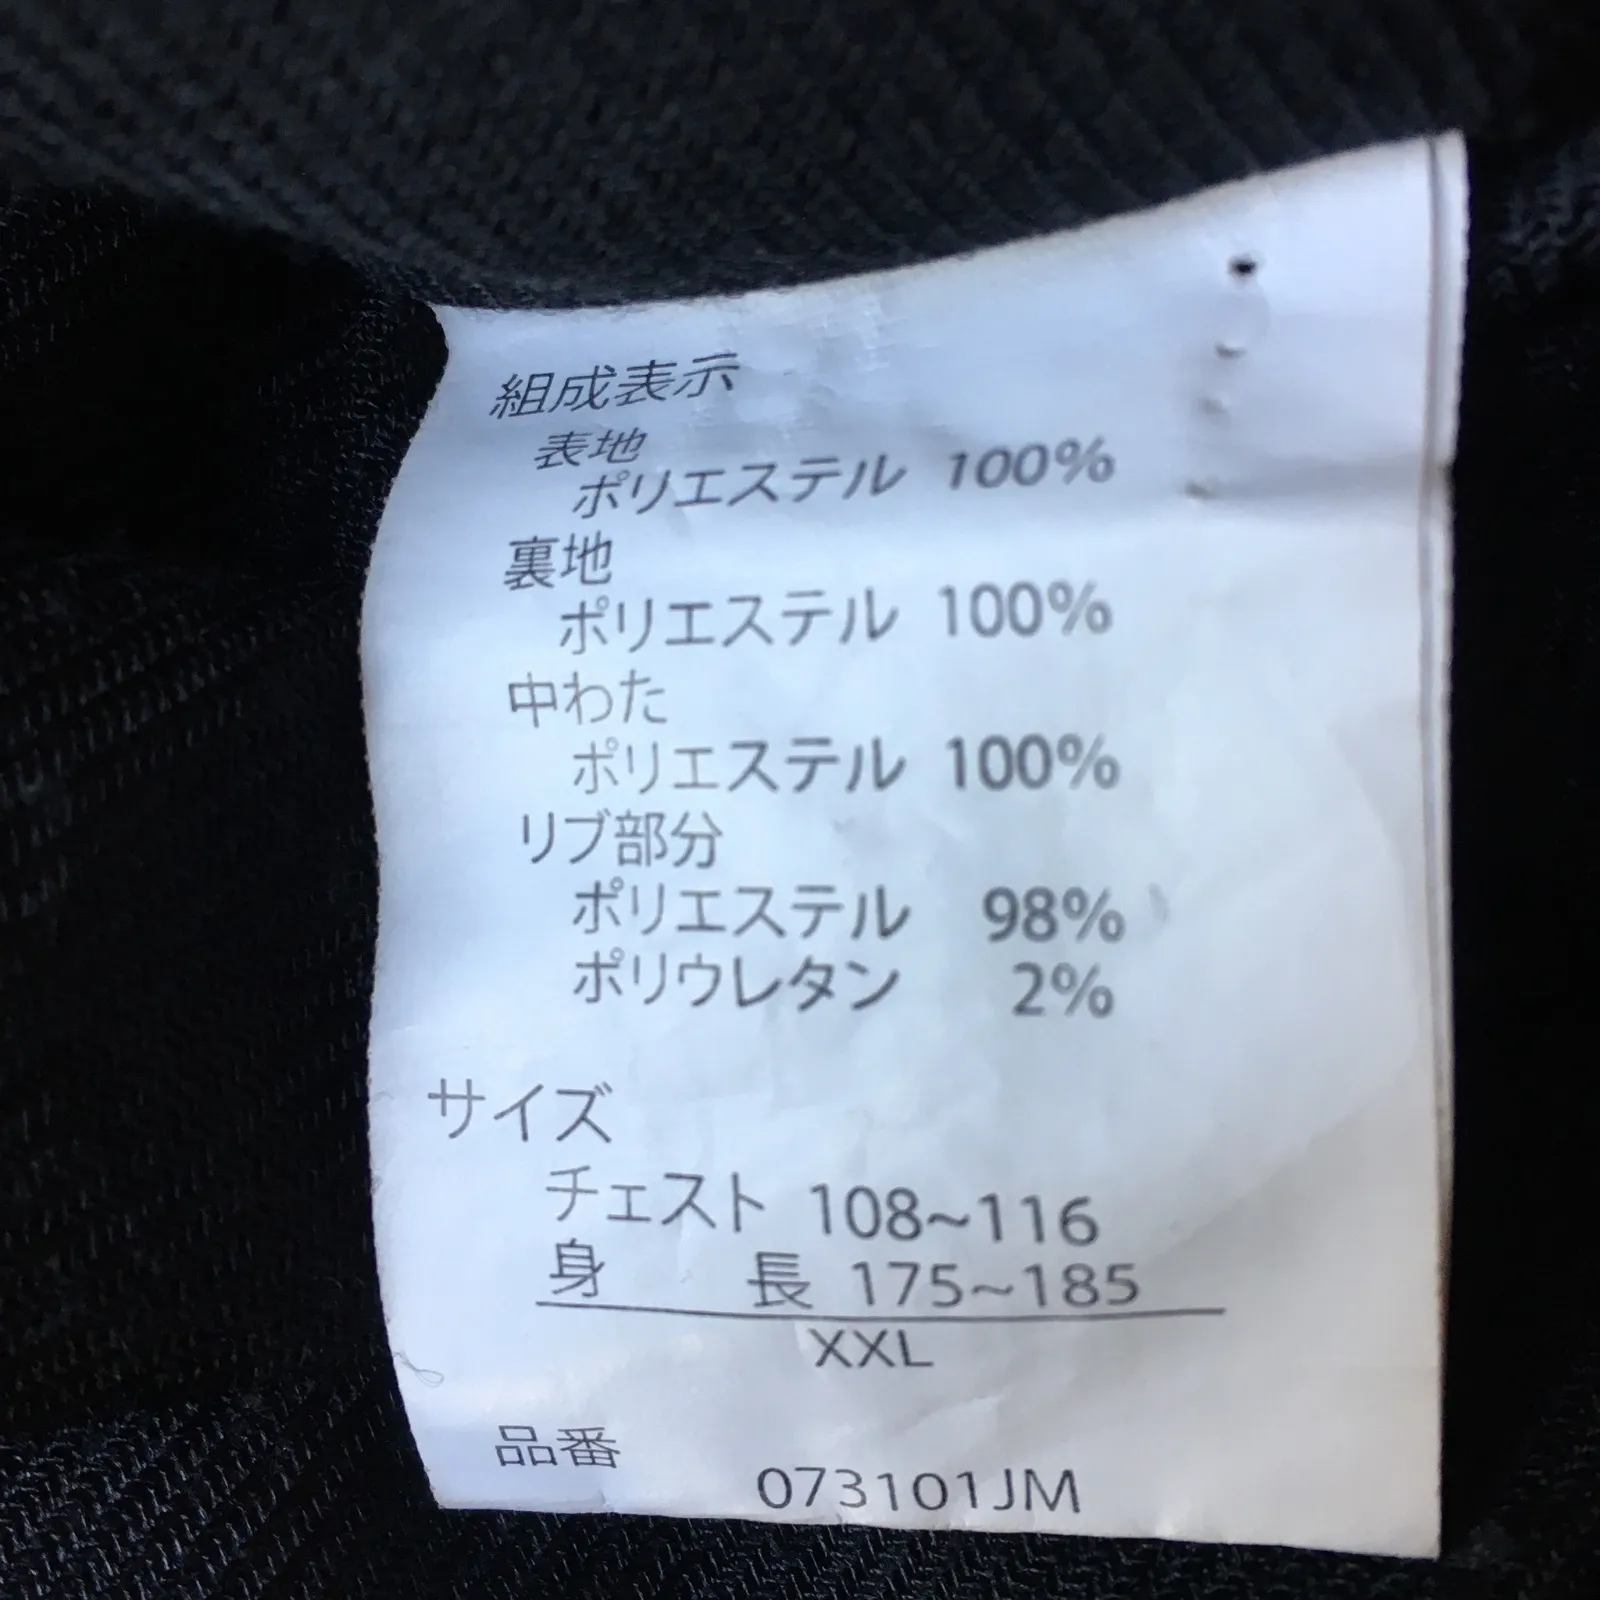 組成表示
表地
ポリエステル 100%
裏地
ポリエステル 100%
中わた
ポリエステル 100%
リブ部分
ポリエステル 98%
ポリウレタン 2%
サイズ
チェスト 108~116
身 長 175~185
XXL
品番
073101JM